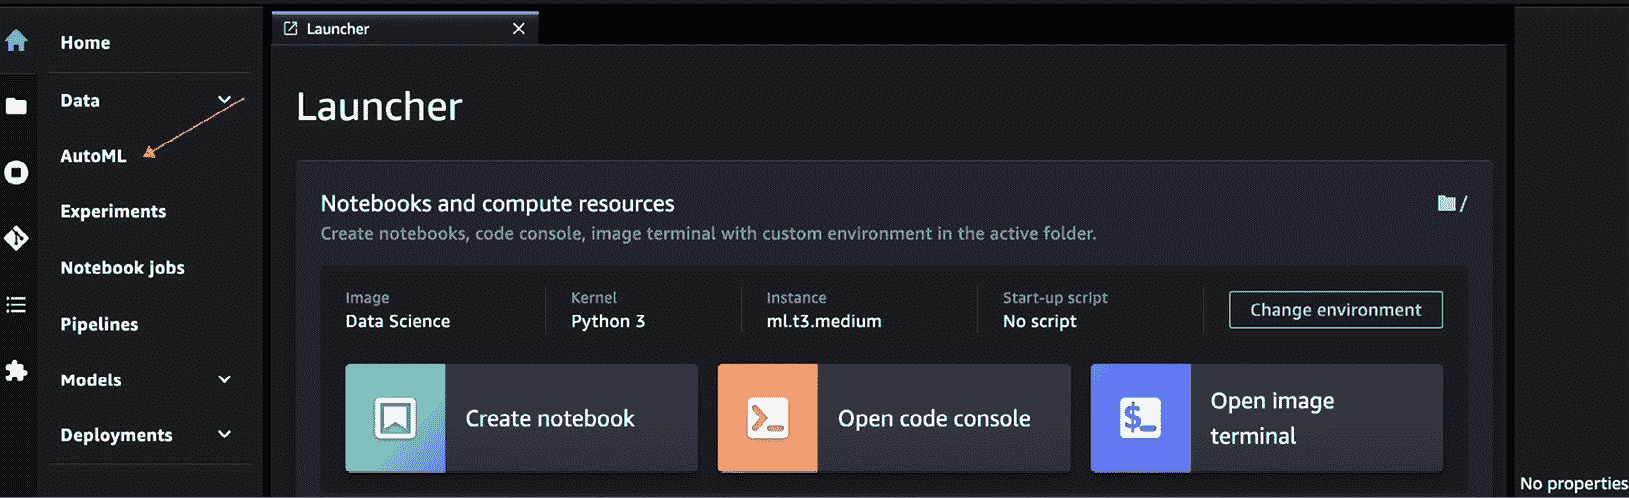 Home
Data
AutoML
Experiments
Notebook jobs
Pipelines
Models
Deployments
Launcher
Launcher
Notebooks and compute resources
/
Create notebooks, code console, image terminal with custom environment in the active folder.
Image
Data Science
Kernel
Python 3
Instance
ml.t3.medium
Start-up script
No script
Change environment
Create notebook
Open code console
$_
Open image
terminal
No properties